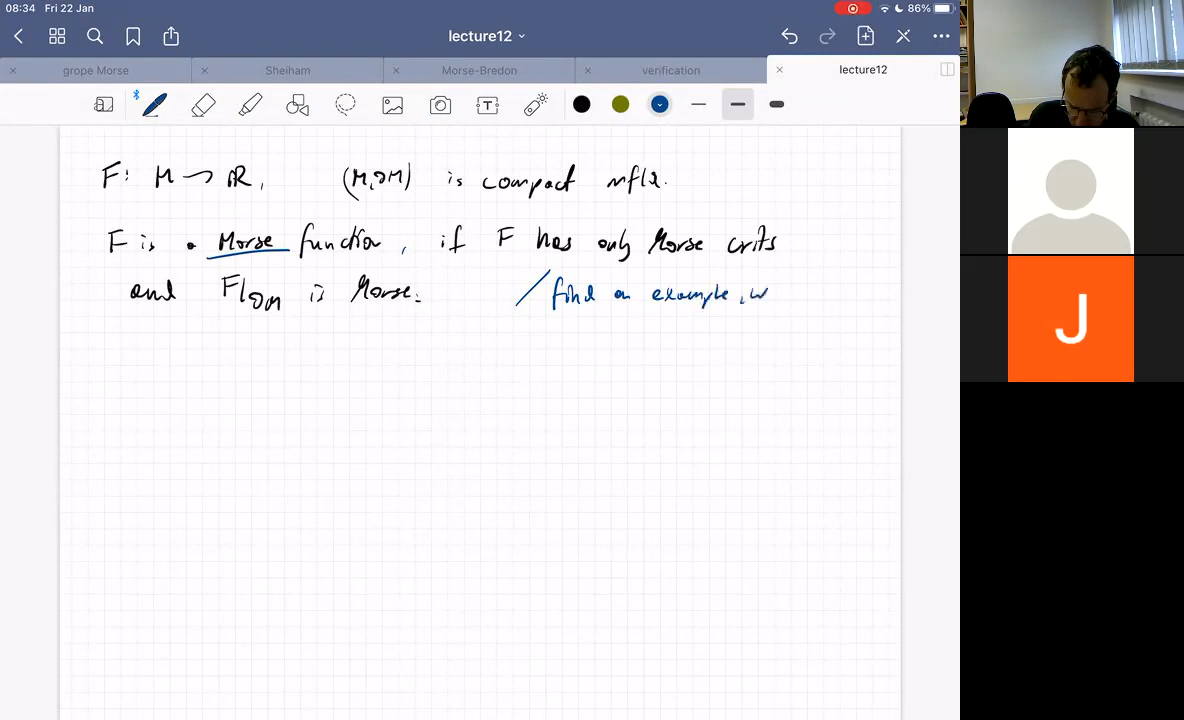 08:34 Fri 22 Jan
86%
lecture12
grope Morse
Sheiham
Morse-Bredon
verification
lecture12
F: M → ℝ, (M,∂M) is compact mfld.
F is a Morse function, if F has only Morse crits
and F|∂M is Morse.
/ find an example, w
J